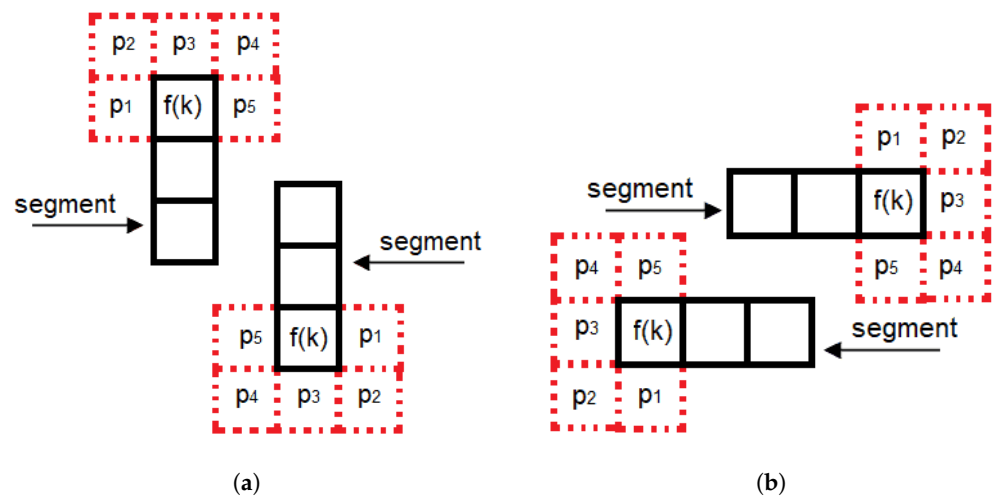 p2 p3 p4
p1 f(k) p5
segment
segment
p5 f(k) p1
p4 p3 p2
(a)
p1 p2
segment
f(k) p3
p5 p4
p4 p5
p3 f(k)
segment
p2 p1
(b)